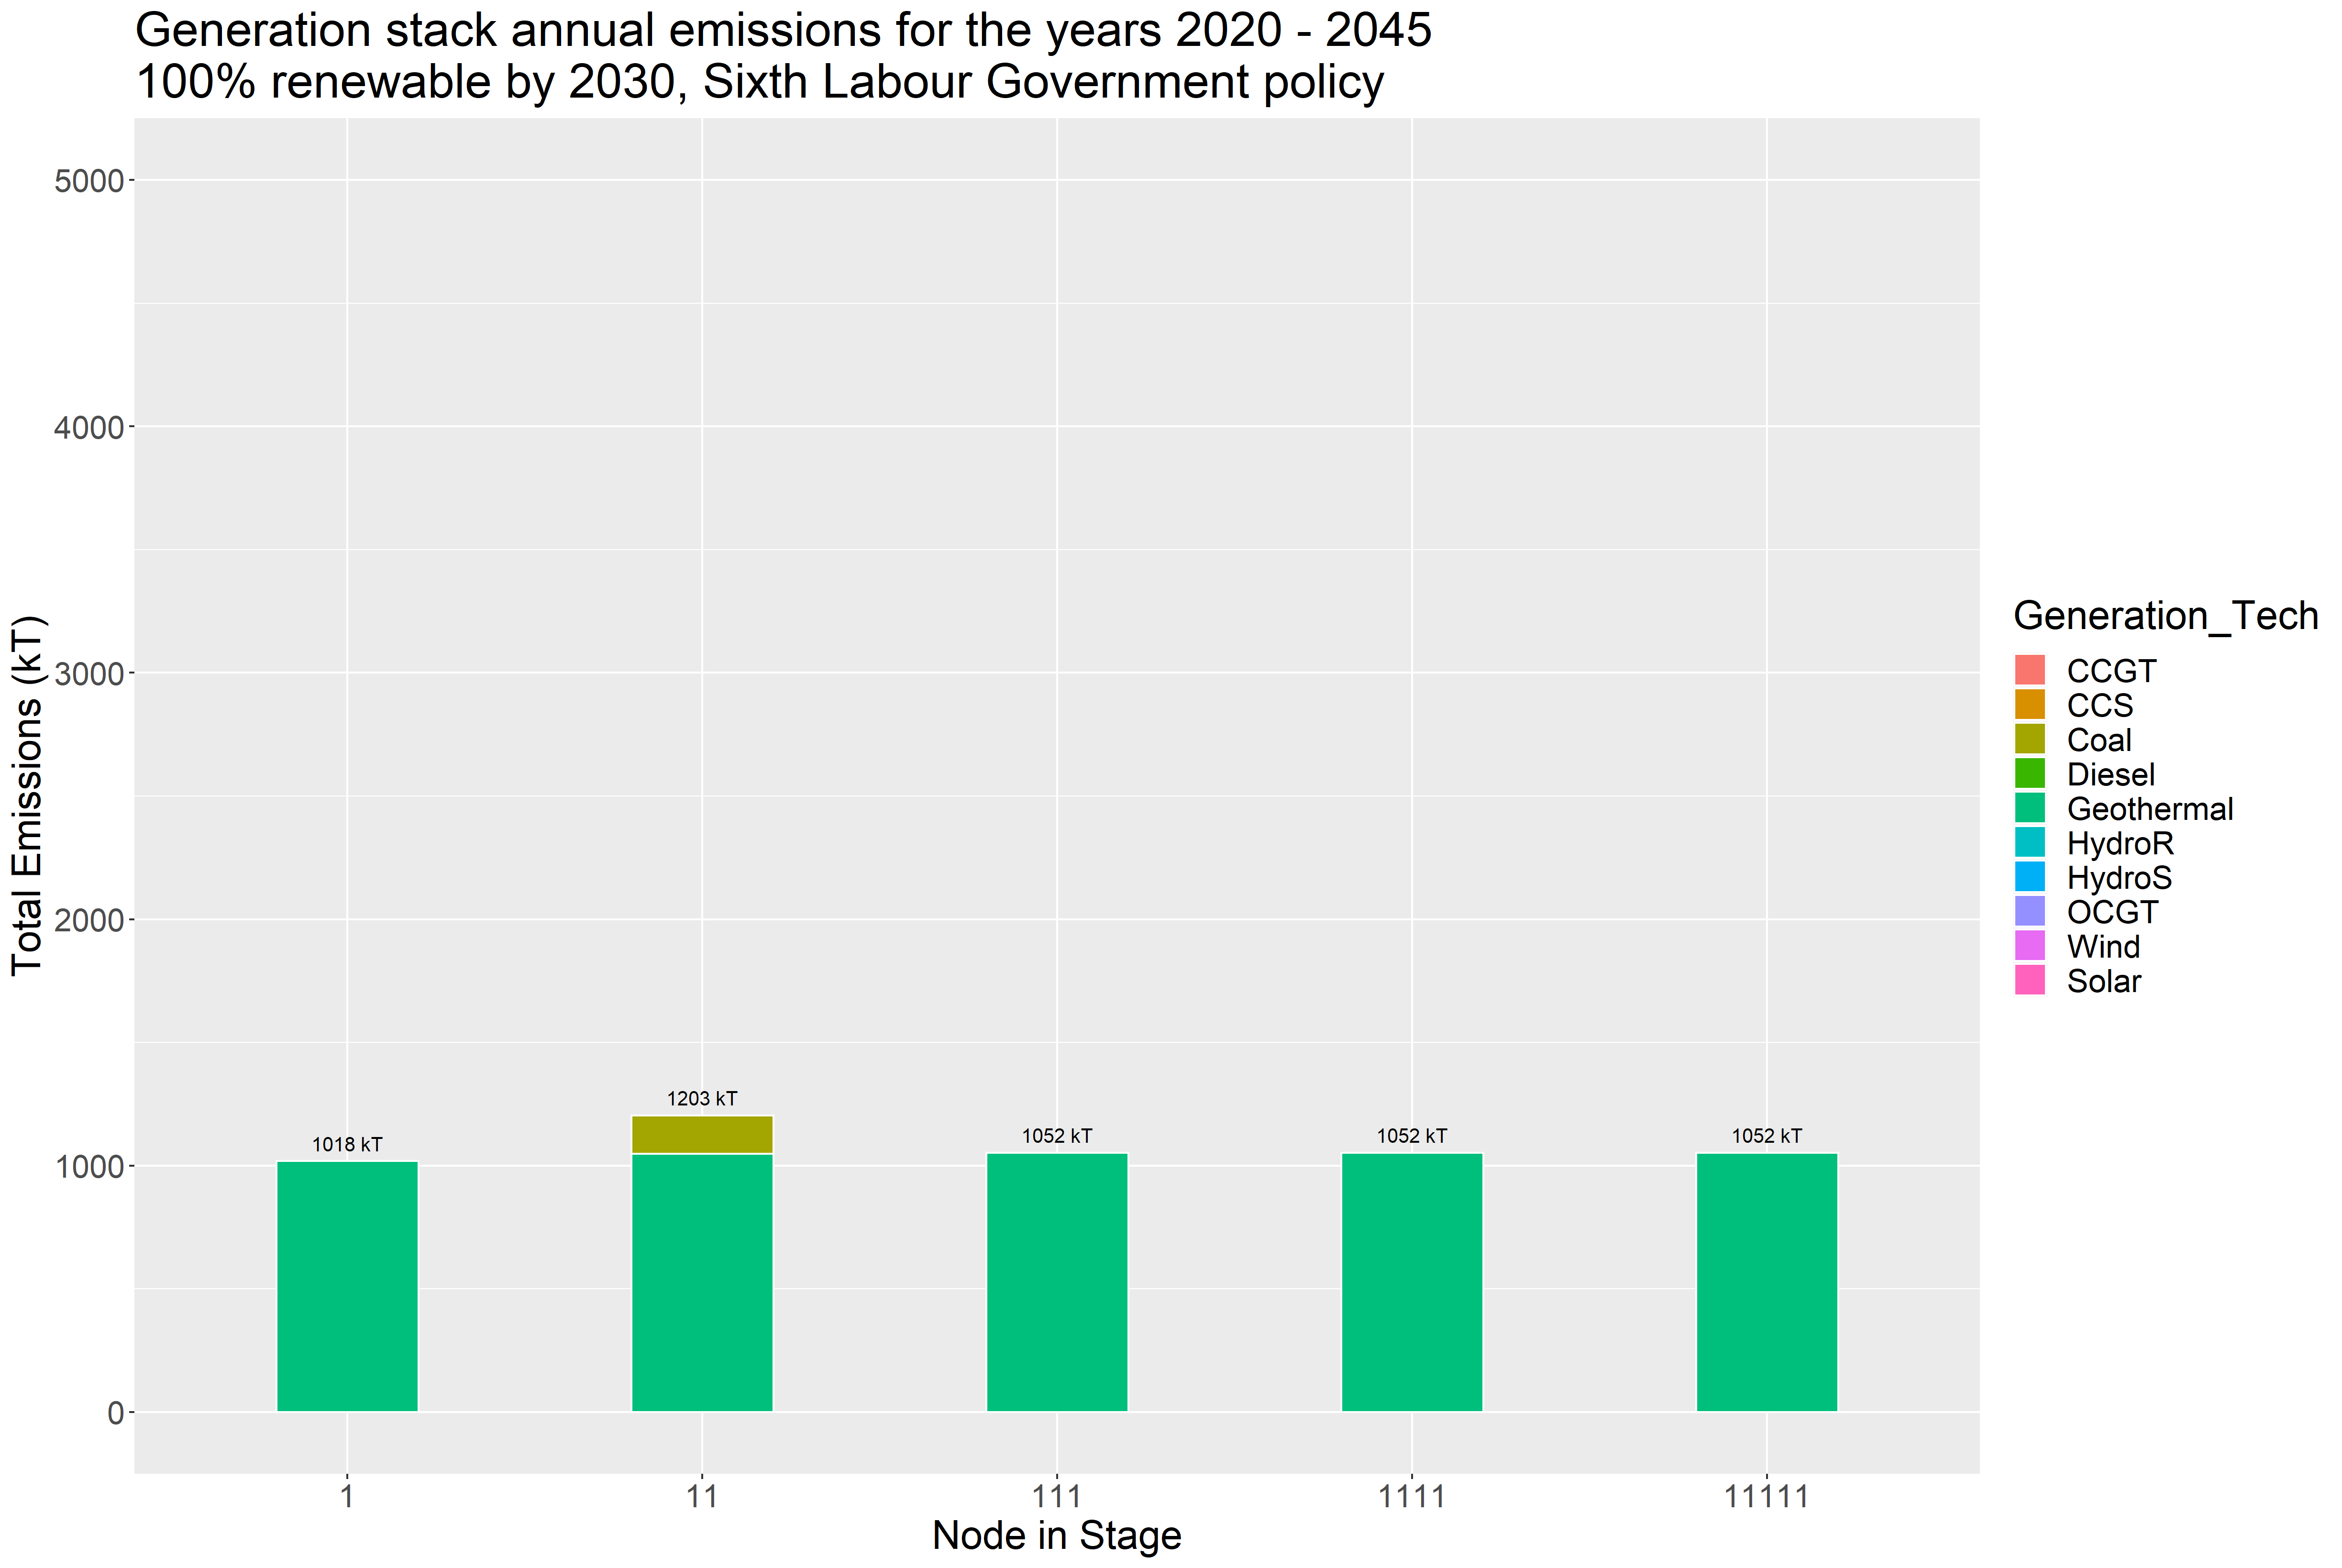 Generation stack annual emissions for the years 2020 - 2045
100% renewable by 2030, Sixth Labour Government policy
Total Emissions (kT)
5000
4000
3000
2000
1000
0
1018 kT
1203 kT
1052 kT
1052 kT
1052 kT
1
11
111
1111
11111
Node in Stage
Generation_Tech
CCGT
CCS
Coal
Diesel
Geothermal
HydroR
HydroS
OCGT
Wind
Solar